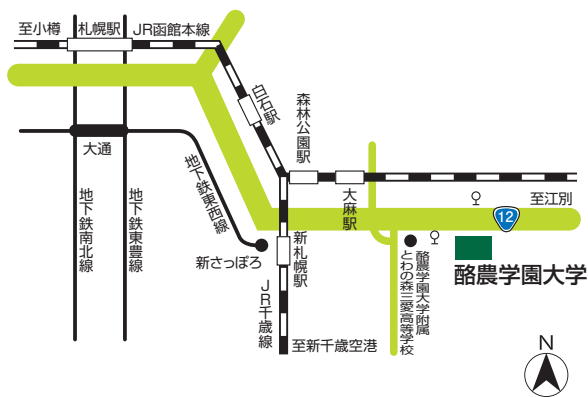 至小樽
札幌駅
JR函館本線
白石駅
森林公園駅
大通
地下鉄東西線
大麻駅
至江別
12
地下鉄南北線
地下鉄東豊線
新さっぽろ
新札幌駅
酪農学園大学附属
とわの森三愛高等学校
酪農学園大学
JR千歳線
至新千歳空港
N